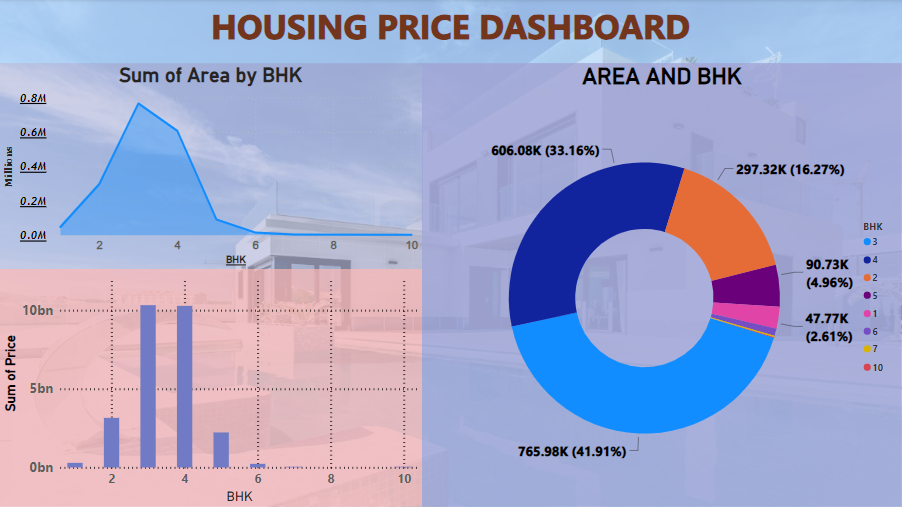 HOUSING PRICE DASHBOARD
Sum of Area by BHK
0.8M
0.6M
0.4M
0.2M
0.0M
Millions
2 4 6 8 10
BHK
10bn
5bn
0bn
Sum of Price
2 4 6 8 10
BHK
AREA AND BHK
606.08K (33.16%)
297.32K (16.27%)
90.73K
(4.96%)
47.77K
(2.61%)
765.98K (41.91%)
BHK
3
4
2
5
1
6
7
10